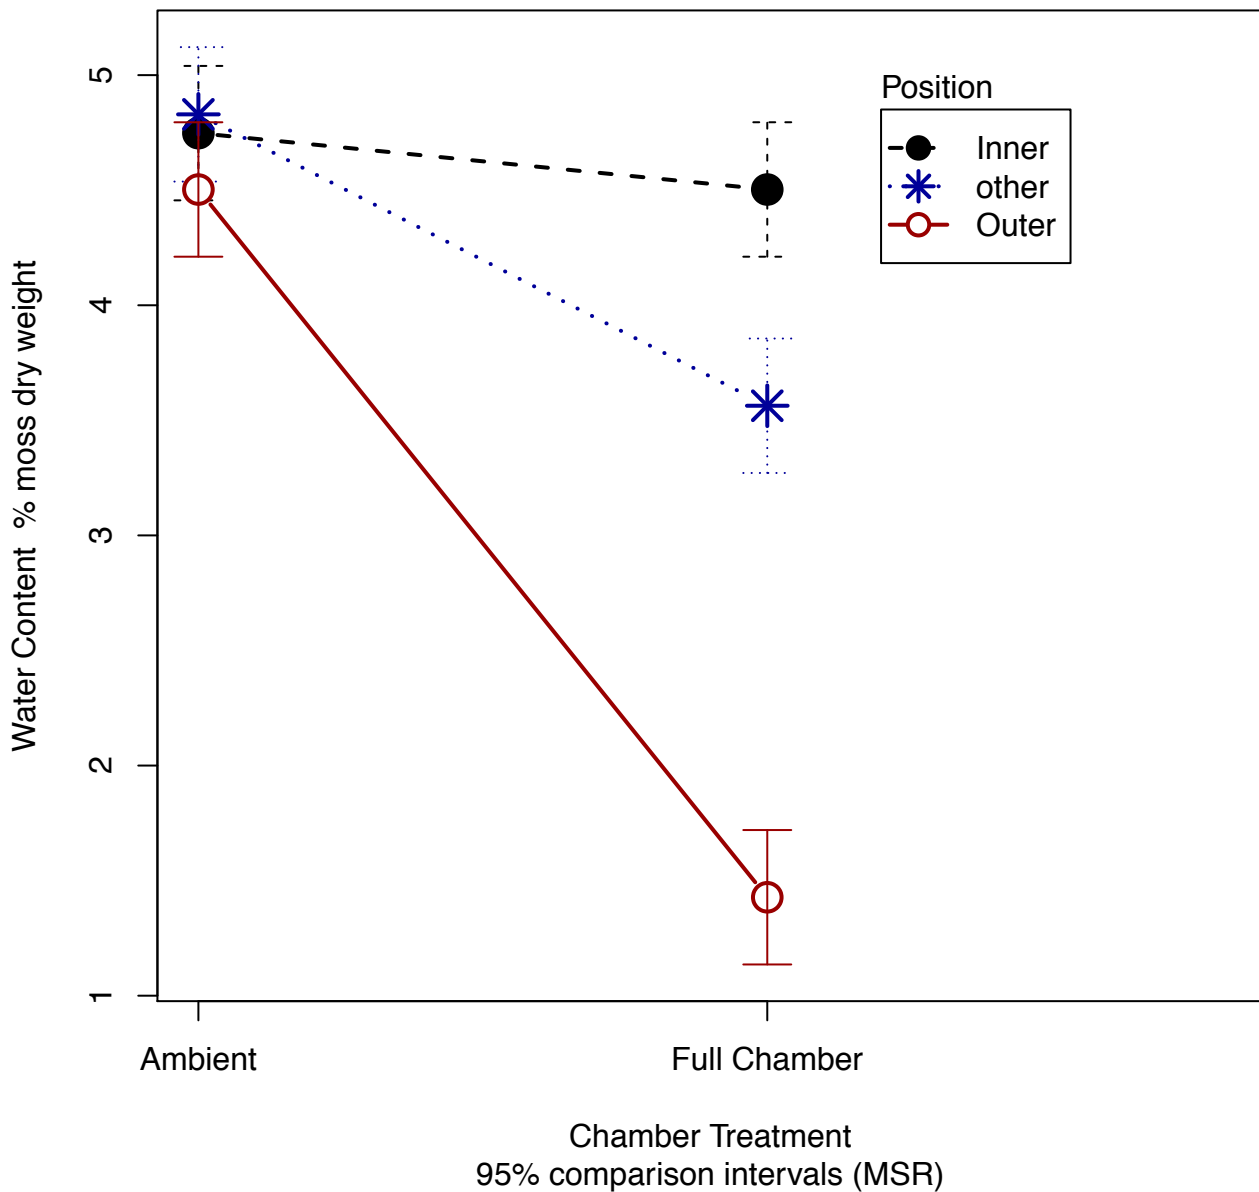 Position
Inner
other
Outer
5
4
3
2
1
Water Content  % moss dry weight
Ambient
Full Chamber
Chamber Treatment
95% comparison intervals (MSR)